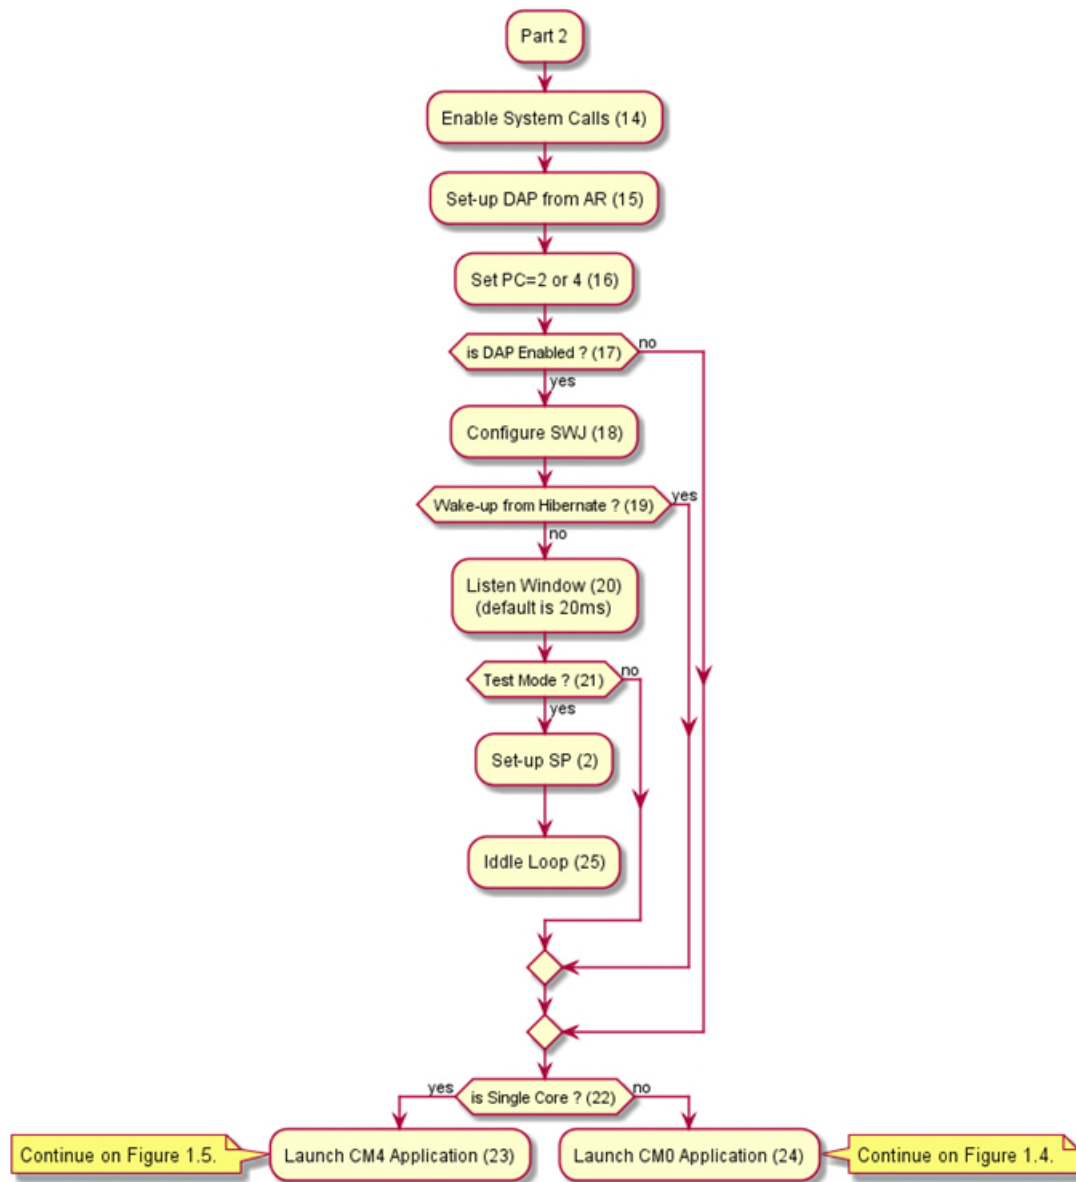 Part 2
Enable System Calls (14)
Set-up DAP from AR (15)
Set PC=2 or 4 (16)
is DAP Enabled ? (17)
no
yes
Configure SWJ (18)
Wake-up from Hibernate ? (19)
yes
no
Listen Window (20)
(default is 20ms)
Test Mode ? (21)
no
yes
Set-up SP (2)
Iddle Loop (25)
yes
is Single Core ? (22)
no
Continue on Figure 1.5.
Launch CM4 Application (23)
Launch CM0 Application (24)
Continue on Figure 1.4.